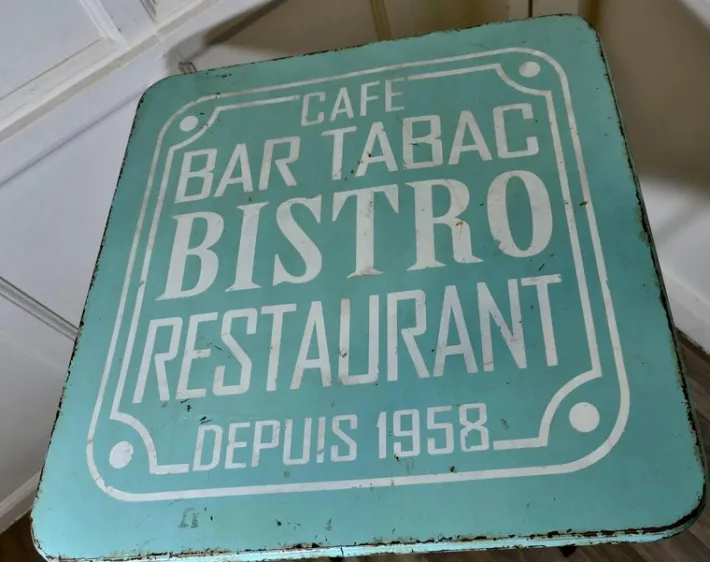 CAFE
BAR TABAC
BISTRO
RESTAURANT
DEPUIS 1958